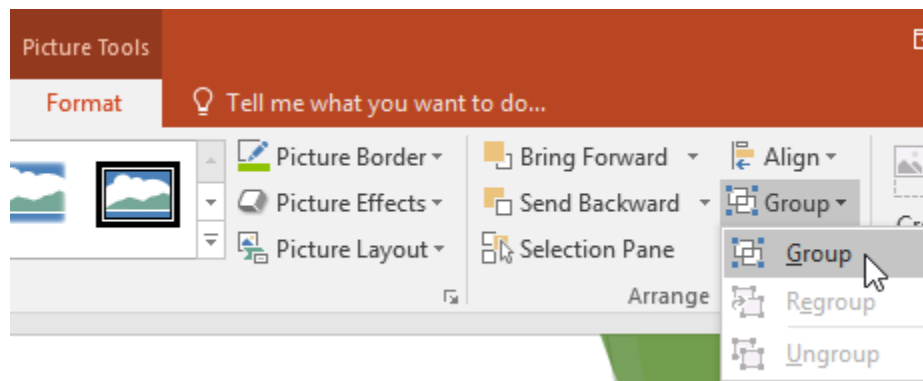 Picture Tools
Format
Tell me what you want to do...
Picture Border
Bring Forward
Align
Picture Effects
Send Backward
Group
Picture Layout
Selection Pane
Group
Arrange
Regroup
Ungroup